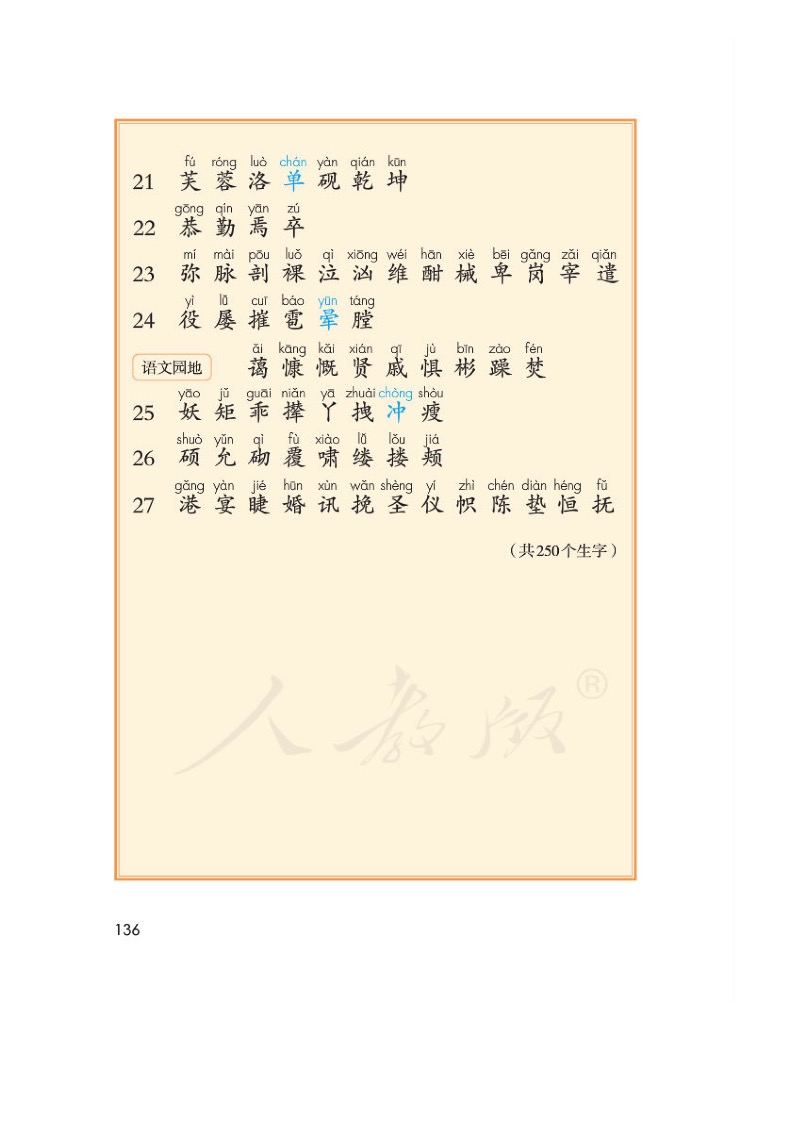 fú róng luò chán yàn qián kūn
21 芙 蓉 洛 单 砚 乾 坤
gōng qín yān zú
22 恭 勤 焉 卒
mí mài pōu luǒ qì xiōng wéi hān xiè bēi gǎng zǎi qiǎn
23 弥 脉 剖 裸 泣 汹 维 酣 械 卑 岗 宰 遣
yì lǚ cuī báo yūn táng
24 役 屡 摧 雹 晕 膛
ǎi kāng kǎi xián qī jù bīn zào fén
语文园地 蔼 慷 慨 贤 戚 惧 彬 躁 焚
yāo jǔ guāi niǎn yā zhuài chòng shòu
25 妖 矩 乖 撵 丫 拽 冲 瘦
shuò yǔn qì fù xiào lǚ lǒu jiá
26 硕 允 砌 覆 啸 缕 搂 颊
gǎng yàn jié hūn xùn wǎn shèng yí zhì chén diàn héng fǔ
27 港 宴 睫 婚 讯 挽 圣 仪 帜 陈 垫 恒 抚
（共250个生字）
人教版®
136